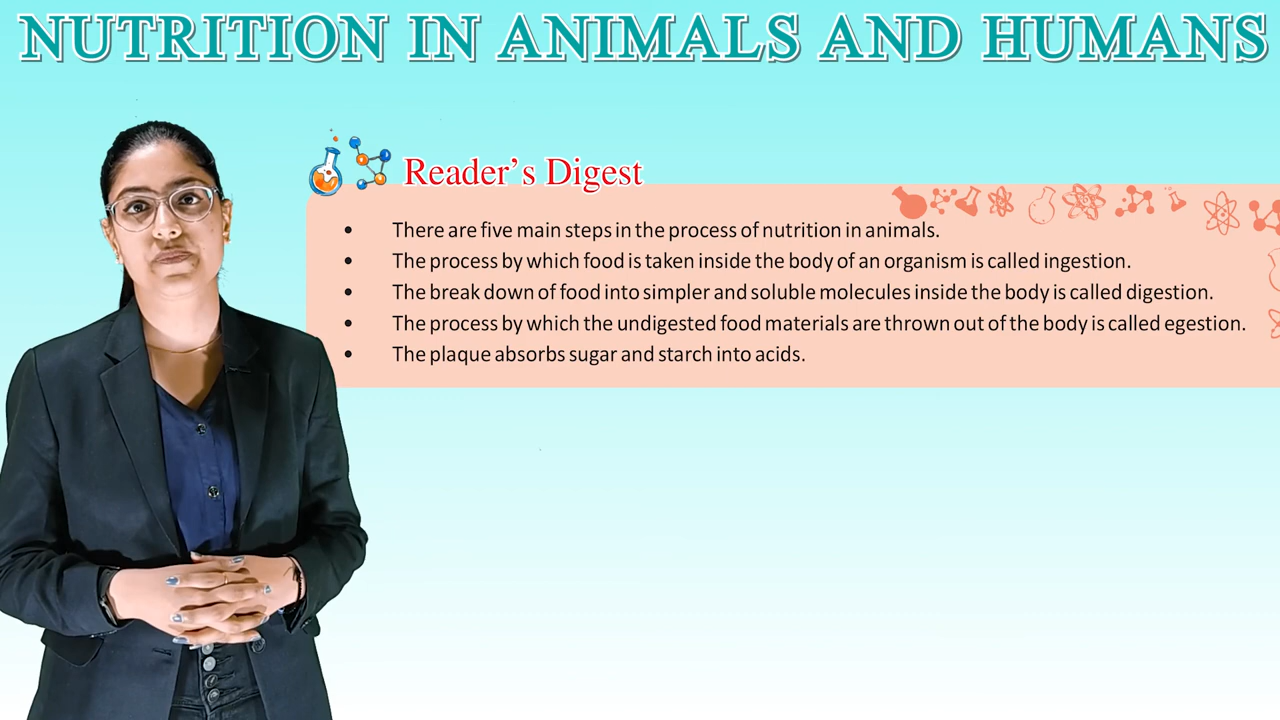 NUTRITION IN ANIMALS AND HUMANS
Reader's Digest
• There are five main steps in the process of nutrition in animals.
• The process by which food is taken inside the body of an organism is called ingestion.
• The break down of food into simpler and soluble molecules inside the body is called digestion.
• The process by which the undigested food materials are thrown out of the body is called egestion.
• The plaque absorbs sugar and starch into acids.